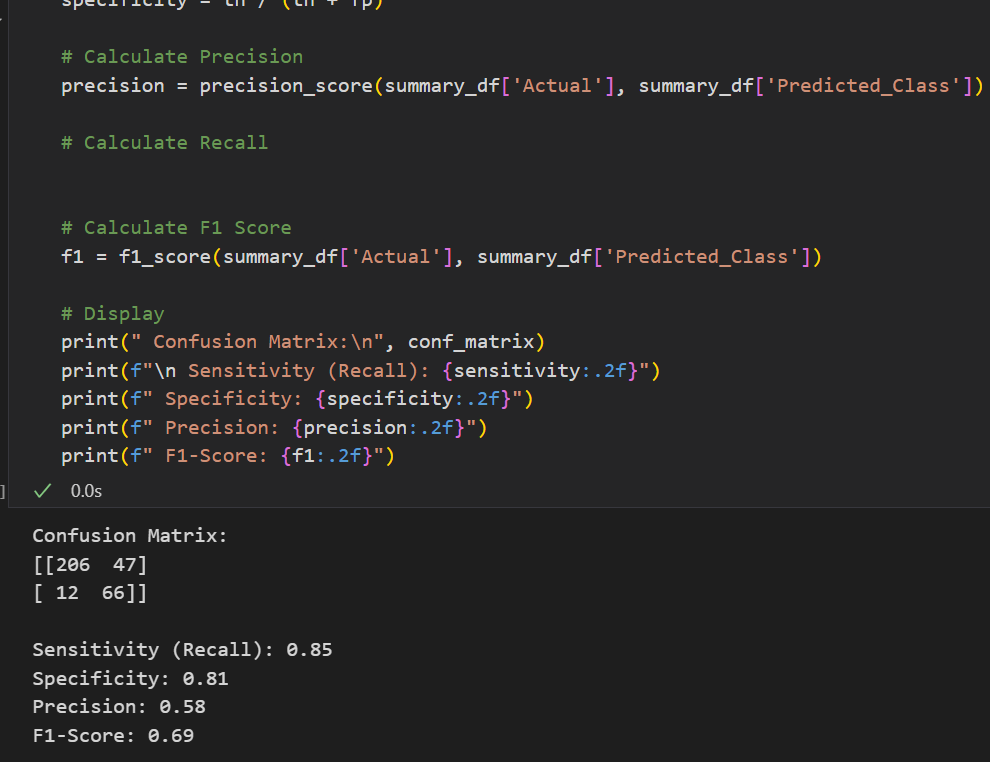 specificity = tn / (tn + fp)
# Calculate Precision
precision = precision_score(summary_df['Actual'], summary_df['Predicted_Class'])
# Calculate Recall
# Calculate F1 Score
f1 = f1_score(summary_df['Actual'], summary_df['Predicted_Class'])
# Display
print(" Confusion Matrix:\n", conf_matrix)
print(f"\n Sensitivity (Recall): {sensitivity:.2f}")
print(f" Specificity: {specificity:.2f}")
print(f" Precision: {precision:.2f}")
print(f" F1-Score: {f1:.2f}")
] ✓ 0.0s
Confusion Matrix:
[[206  47]
[ 12  66]]
Sensitivity (Recall): 0.85
Specificity: 0.81
Precision: 0.58
F1-Score: 0.69